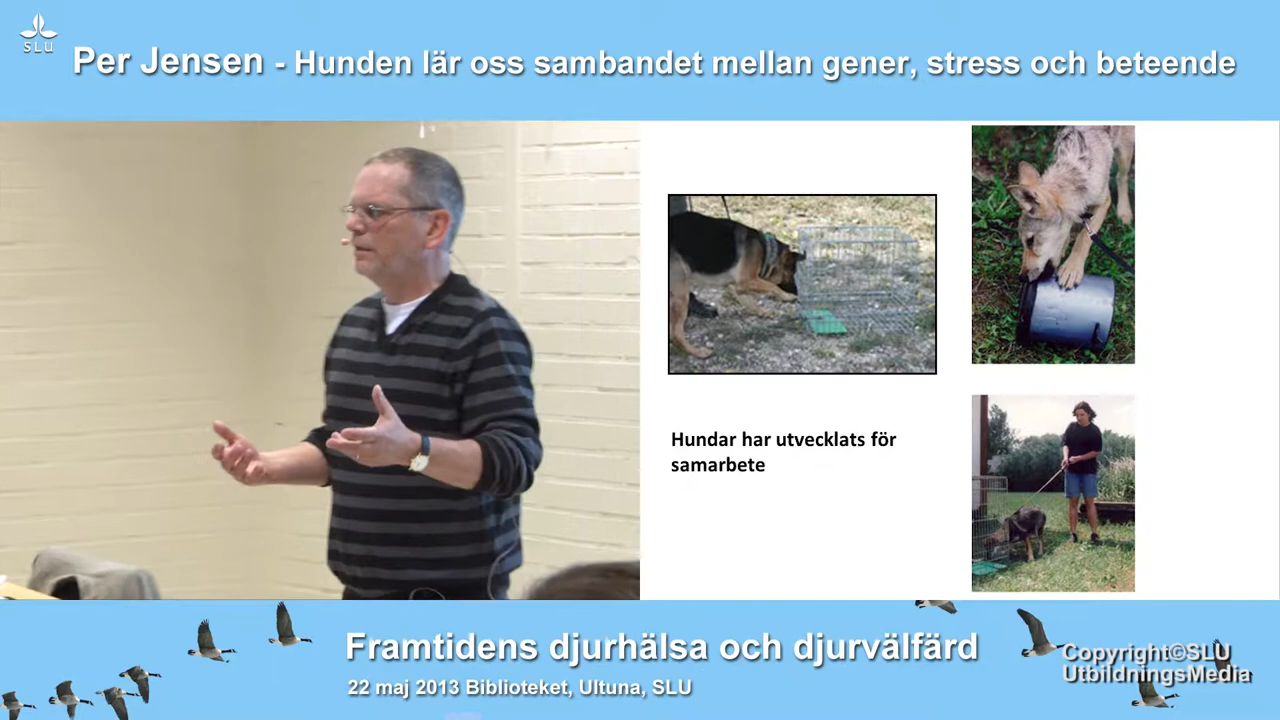 SLU
Per Jensen - Hunden lär oss sambandet mellan gener, stress och beteende
Hundar har utvecklats för
samarbete
Framtidens djurhälsa och djurvälfärd
22 maj 2013 Biblioteket, Ultuna, SLU
Copyright©SLU
UtbildningsMedia